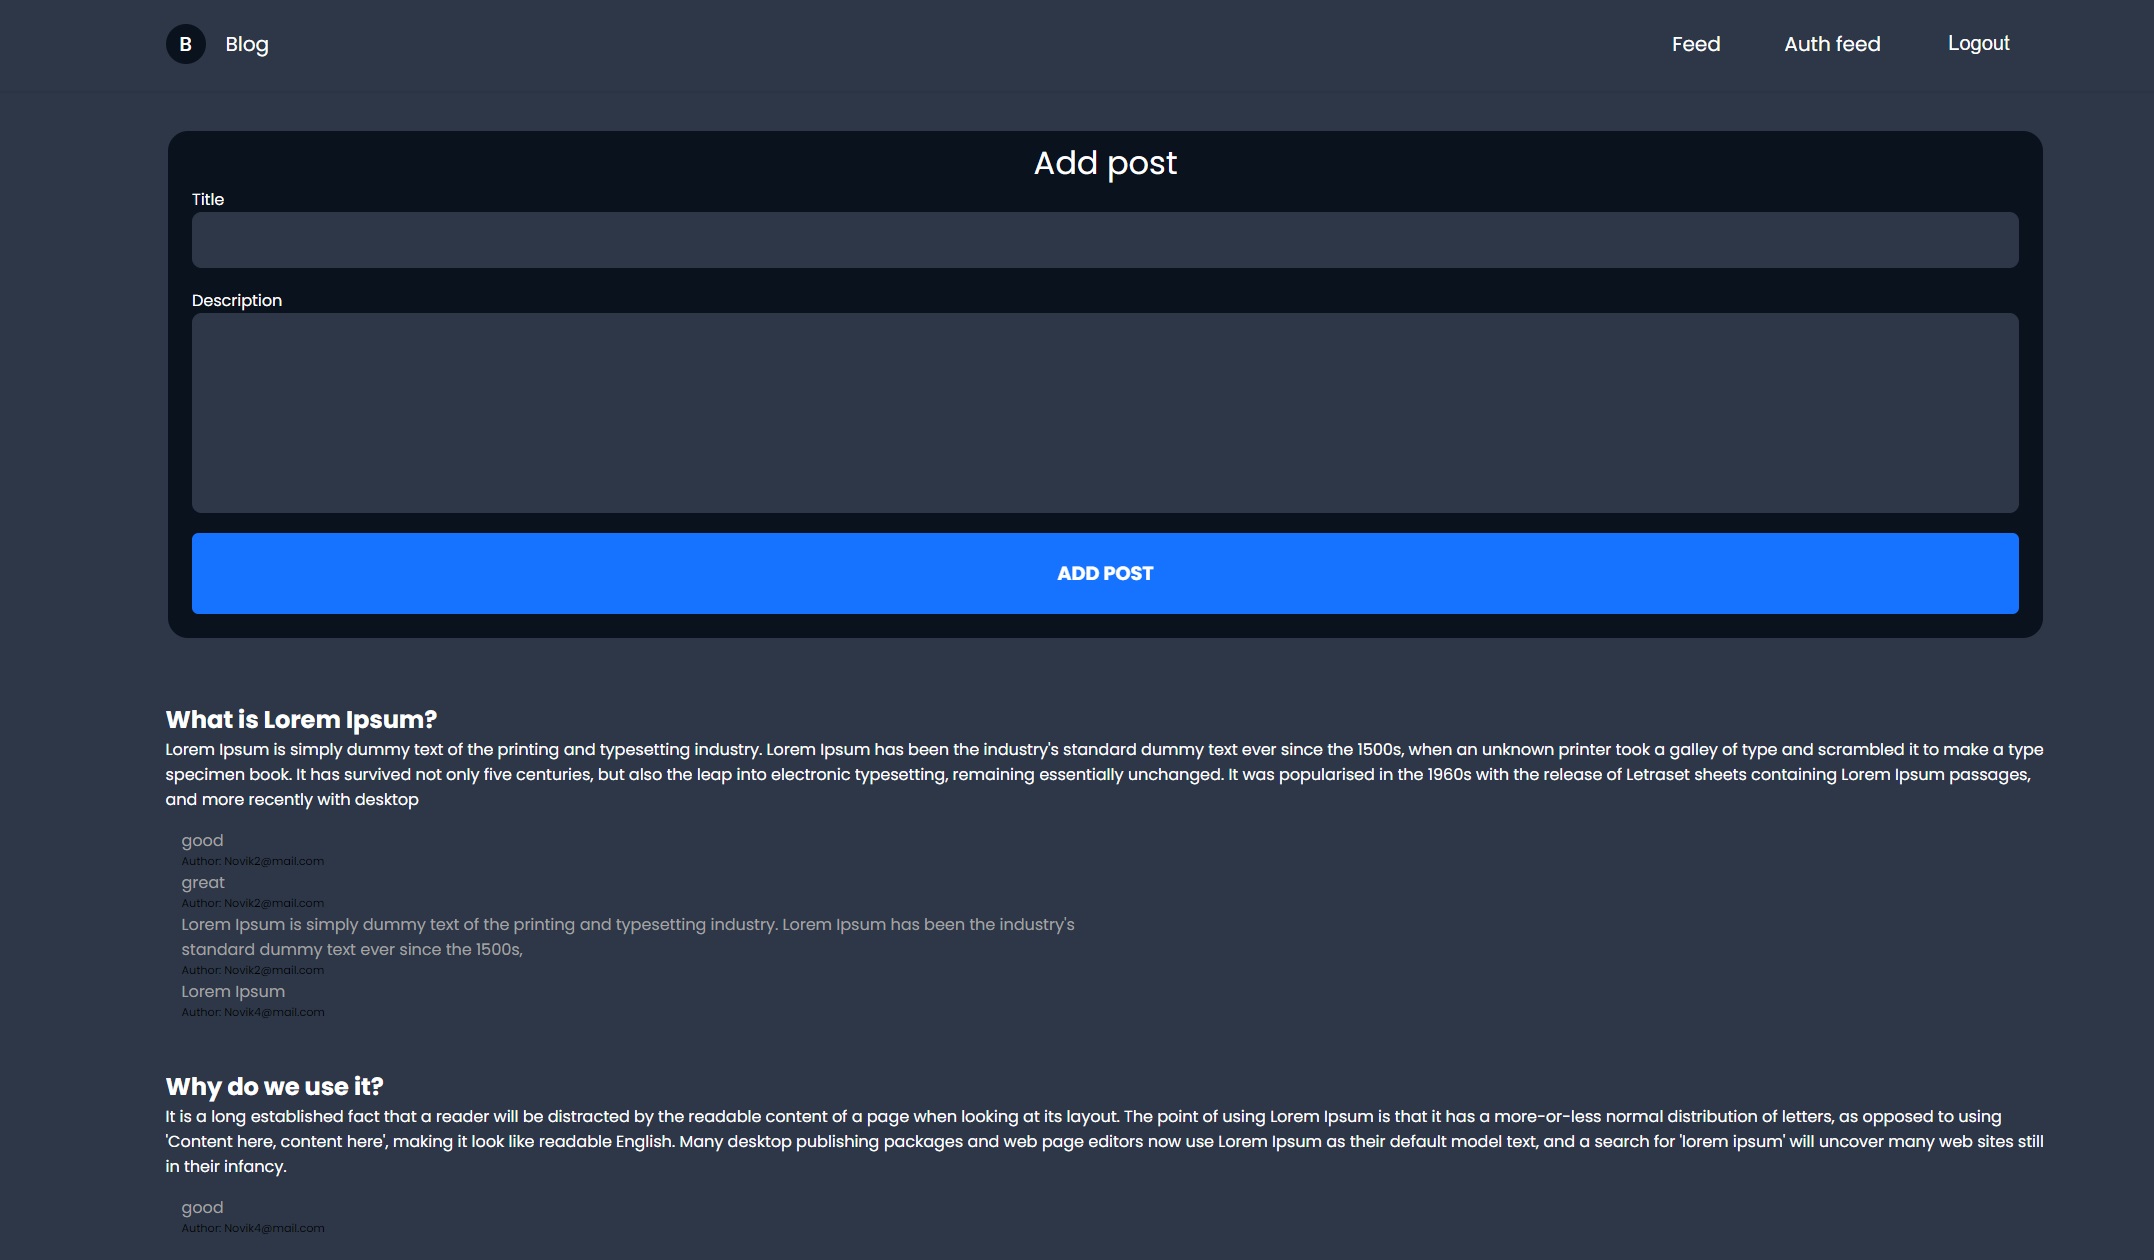 B Blog Feed Auth feed Logout
Add post
Title
Description
ADD POST
What is Lorem Ipsum?
Lorem Ipsum is simply dummy text of the printing and typesetting industry. Lorem Ipsum has been the industry's standard dummy text ever since the 1500s, when an unknown printer took a galley of type and scrambled it to make a type
specimen book. It has survived not only five centuries, but also the leap into electronic typesetting, remaining essentially unchanged. It was popularised in the 1960s with the release of Letraset sheets containing Lorem Ipsum passages,
and more recently with desktop
good
Author: Novik2@mail.com
great
Author: Novik2@mail.com
Lorem Ipsum is simply dummy text of the printing and typesetting industry. Lorem Ipsum has been the industry's
standard dummy text ever since the 1500s,
Author: Novik2@mail.com
Lorem Ipsum
Author: Novik4@mail.com
Why do we use it?
It is a long established fact that a reader will be distracted by the readable content of a page when looking at its layout. The point of using Lorem Ipsum is that it has a more-or-less normal distribution of letters, as opposed to using
'Content here, content here', making it look like readable English. Many desktop publishing packages and web page editors now use Lorem Ipsum as their default model text, and a search for 'lorem ipsum' will uncover many web sites still
in their infancy.
good
Author: Novik4@mail.com